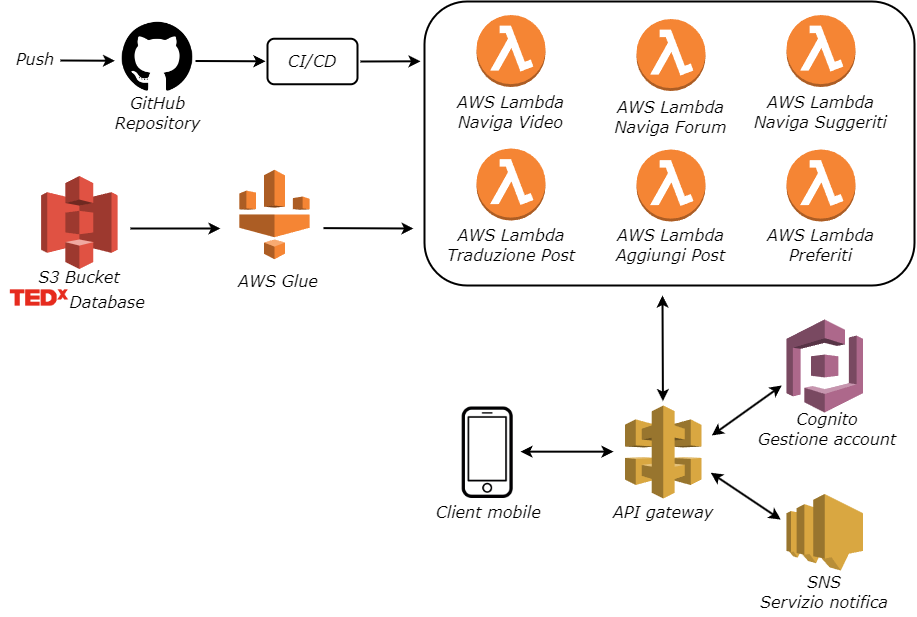 Push
GitHub
Repository
CI/CD
AWS Lambda
Naviga Video
AWS Lambda
Naviga Forum
AWS Lambda
Naviga Suggeriti
AWS Lambda
Traduzione Post
AWS Lambda
Aggiungi Post
AWS Lambda
Preferiti
S3 Bucket
TEDx Database
AWS Glue
Client mobile
API gateway
Cognito
Gestione account
SNS
Servizio notifica